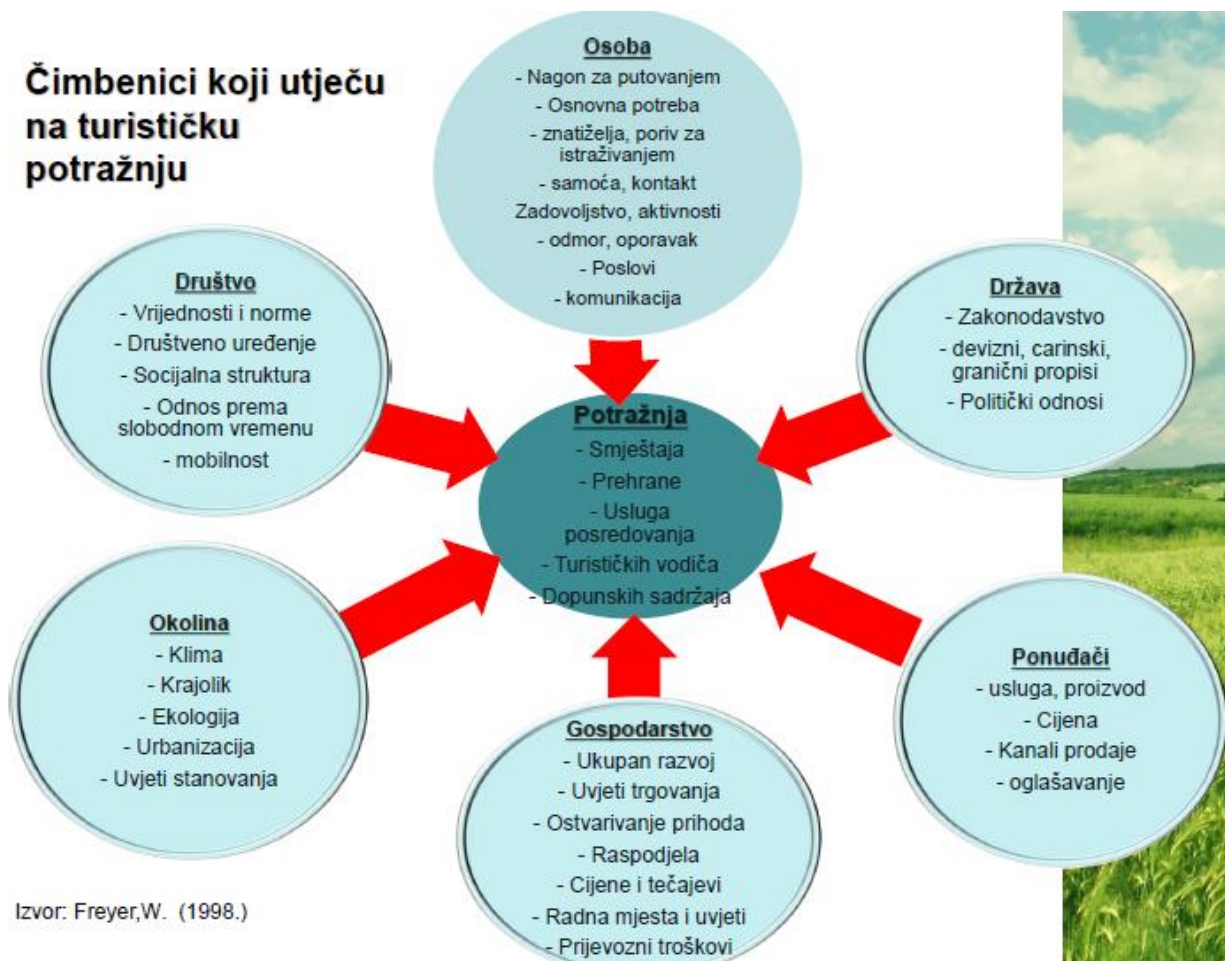 Čimbenici koji utječu
na turističku
potražnju
Osoba
- Nagon za putovanjem
- Osnovna potreba
- znatiželja, poriv za
istraživanjem
- samoća, kontakt
Zadovoljstvo, aktivnosti
- odmor, oporavak
- Poslovi
- komunikacija
Društvo
- Vrijednosti i norme
- Društveno uređenje
- Socijalna struktura
- Odnos prema
slobodnom vremenu
- mobilnost
Država
- Zakonodavstvo
- devizni, carinski,
granični propisi
- Politički odnosi
Potražnja
- Smještaja
- Prehrane
- Usluga
posredovanja
- Turističkih vodiča
- Dopunskih sadržaja
Okolina
- Klima
- Krajolik
- Ekologija
- Urbanizacija
- Uvjeti stanovanja
Gospodarstvo
- Ukupan razvoj
- Uvjeti trgovanja
- Ostvarivanje prihoda
- Raspodjela
- Cijene i tečajevi
- Radna mjesta i uvjeti
- Prijevozni troškovi
Ponuđači
- usluga, proizvod
- Cijena
- Kanali prodaje
- oglašavanje
Izvor: Freyer,W. (1998.)